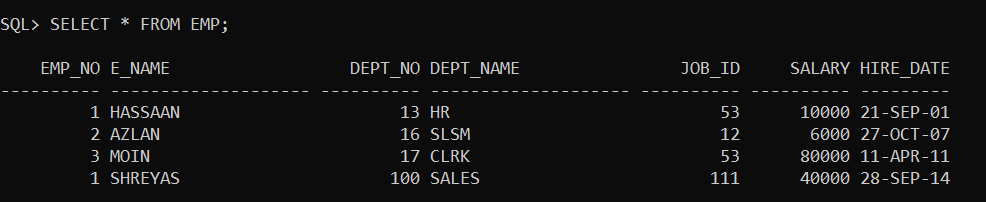 SQL> SELECT * FROM EMP;
EMP_NO E_NAME DEPT_NO DEPT_NAME JOB_ID SALARY HIRE_DATE
---------- -------------------- ---------- -------------------- ---------- ---------- ---------
1 HASSAAN 13 HR 53 10000 21-SEP-01
2 AZLAN 16 SLSM 12 6000 27-OCT-07
3 MOIN 17 CLRK 53 80000 11-APR-11
1 SHREYAS 100 SALES 111 40000 28-SEP-14